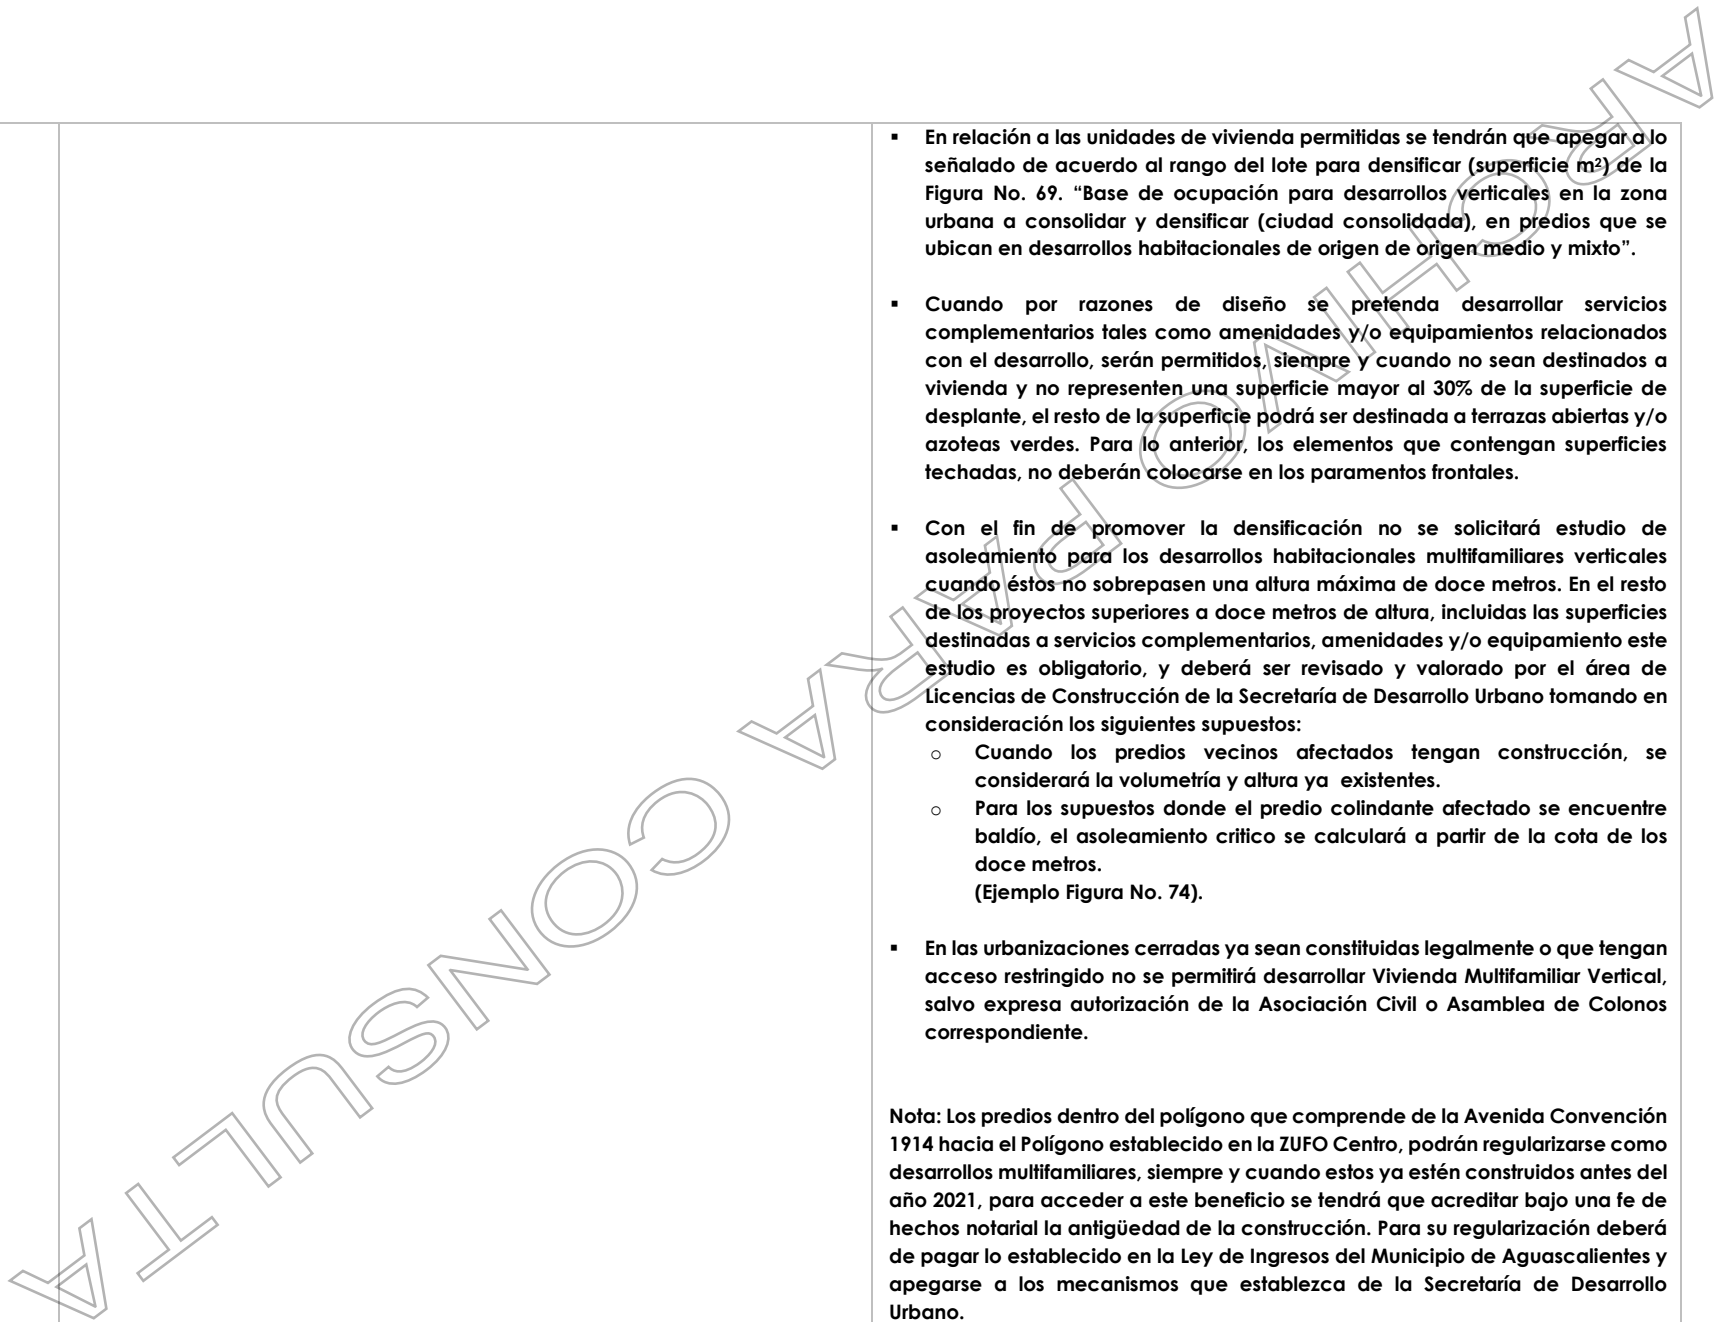 ▪ En relación a las unidades de vivienda permitidas se tendrán que apegar a lo
señalado de acuerdo al rango del lote para densificar (superficie m²) de la
Figura No. 69. “Base de ocupación para desarrollos verticales en la zona
urbana a consolidar y densificar (ciudad consolidada), en predios que se
ubican en desarrollos habitacionales de origen de origen medio y mixto”.
▪ Cuando por razones de diseño se pretenda desarrollar servicios
complementarios tales como amenidades y/o equipamientos relacionados
con el desarrollo, serán permitidos, siempre y cuando no sean destinados a
vivienda y no representen una superficie mayor al 30% de la superficie de
desplante, el resto de la superficie podrá ser destinada a terrazas abiertas y/o
azoteas verdes. Para lo anterior, los elementos que contengan superficies
techadas, no deberán colocarse en los paramentos frontales.
▪ Con el fin de promover la densificación no se solicitará estudio de
asoleamiento para los desarrollos habitacionales multifamiliares verticales
cuando éstos no sobrepasen una altura máxima de doce metros. En el resto
de los proyectos superiores a doce metros de altura, incluidas las superficies
destinadas a servicios complementarios, amenidades y/o equipamiento este
estudio es obligatorio, y deberá ser revisado y valorado por el área de
Licencias de Construcción de la Secretaría de Desarrollo Urbano tomando en
consideración los siguientes supuestos:
o Cuando los predios vecinos afectados tengan construcción, se
considerará la volumetría y altura ya existentes.
o Para los supuestos donde el predio colindante afectado se encuentre
baldío, el asoleamiento critico se calculará a partir de la cota de los
doce metros.
(Ejemplo Figura No. 74).
▪ En las urbanizaciones cerradas ya sean constituidas legalmente o que tengan
acceso restringido no se permitirá desarrollar Vivienda Multifamiliar Vertical,
salvo expresa autorización de la Asociación Civil o Asamblea de Colonos
correspondiente.
Nota: Los predios dentro del polígono que comprende de la Avenida Convención
1914 hacia el Polígono establecido en la ZUFO Centro, podrán regularizarse como
desarrollos multifamiliares, siempre y cuando estos ya estén construidos antes del
año 2021, para acceder a este beneficio se tendrá que acreditar bajo una fe de
hechos notarial la antigüedad de la construcción. Para su regularización deberá
de pagar lo establecido en la Ley de Ingresos del Municipio de Aguascalientes y
apegarse a los mecanismos que establezca de la Secretaría de Desarrollo
Urbano.
ARCHIVO PARA CONSULTA